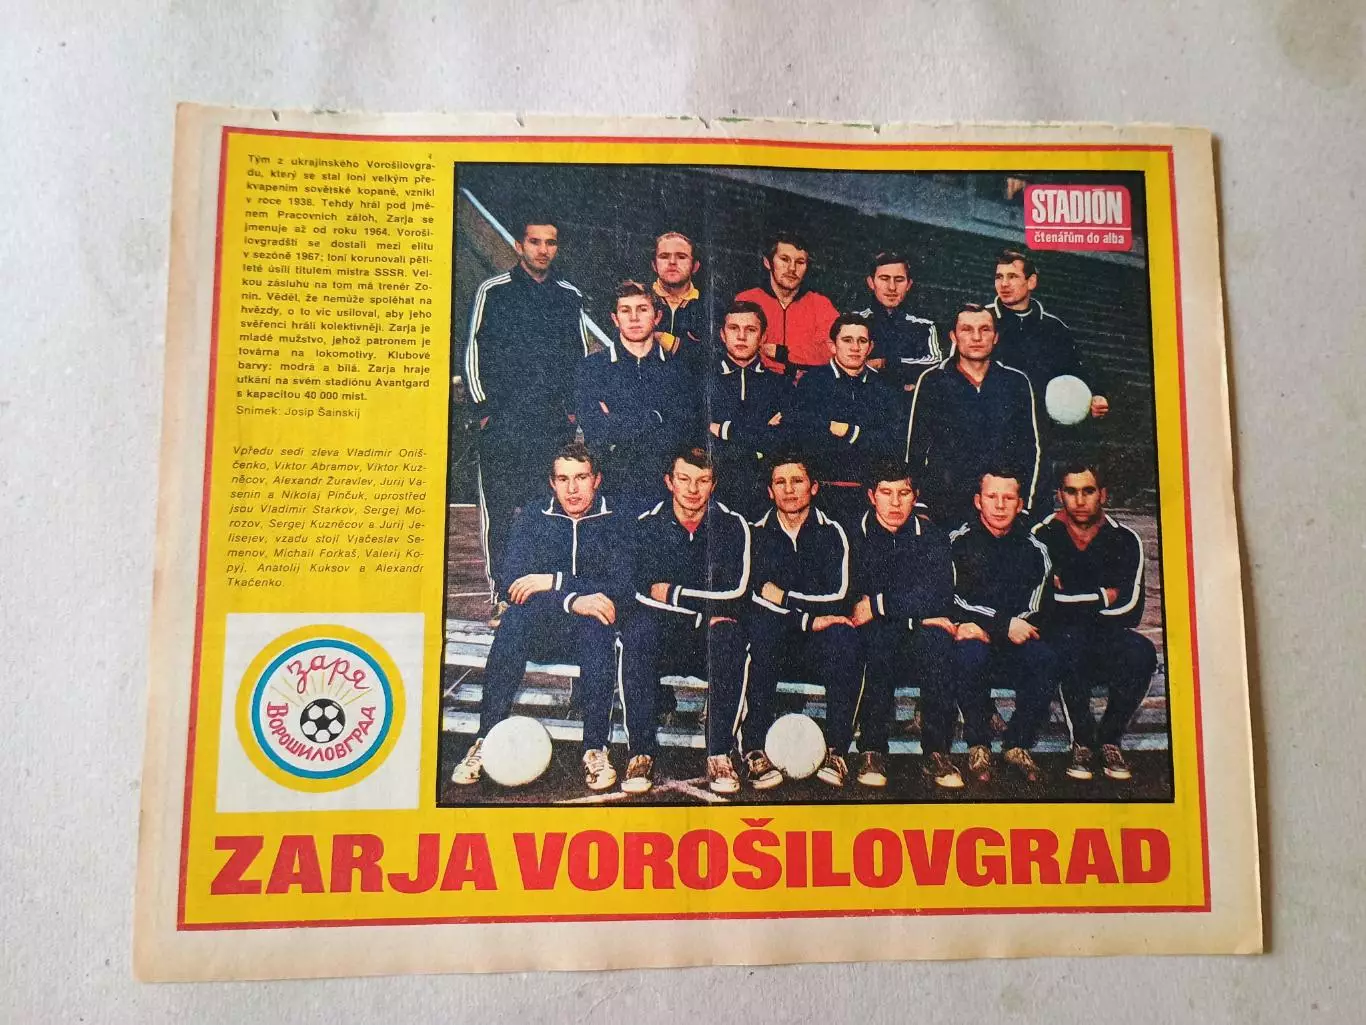 Tým z ukrajinského Vorošilovgra-
du, který se stal loni velkým pře-
kvapením sovětské kopané, vznikl
v roce 1938. Tehdy hrál pod jmé-
nem Pracovních záloh, Zarja se
jmenuje až od roku 1964. Voroši-
lovgradští se dostali mezi elitu
v sezóně 1967; loni korunovali pěti-
leté úsilí titulem mistra SSSR. Vel-
kou zásluhu na tom má trenér Zo-
nin. Věděl, že nemůže spoléhat na
hvězdy, o to víc usiloval, aby jeho
svěřenci hráli kolektivněji. Zarja je
mladé mužstvo, jehož patronem je
továrna na lokomotivy. Klubové
barvy: modrá a bílá. Zarja hraje
utkání na svém stadiónu Avantgard
s kapacitou 40 000 míst.
Snímek: Josip Šainskij
Vpředu sedí zleva Vladimir Oniš-
čenko, Viktor Abramov, Viktor Kuz-
něcov, Alexandr Žuravlev, Jurij Va-
senin a Nikolaj Pinčuk, uprostřed
jsou Vladimir Starkov, Sergej Mo-
rozov, Sergej Kuzněcov a Jurij Je-
lisejev, vzadu stojí Vjačeslav Se-
menov, Michail Forkaš, Valerij Ko-
pyj, Anatolij Kuksov a Alexandr
Tkačenko.
STADIÓN
čtenářům do alba
Заря
Ворошиловград
ZARJA VOROŠILOVGRAD